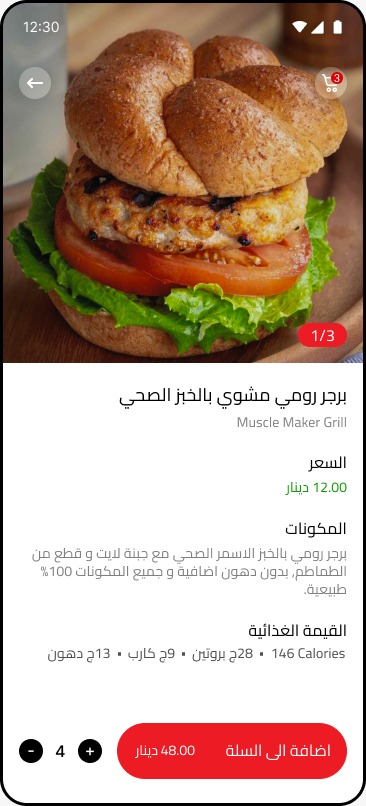 12:30
3
1/3
برجر رومي مشوي بالخبز الصحي
Muscle Maker Grill
السعر
12.00 دينار
المكونات
برجر رومي بالخبز الاسمر الصحي مع جبنة لايت و قطع من
الطماطم, بدون دهون اضافية و جميع المكونات 100%
طبيعية.
القيمة الغذائية
146 Calories • 28ج بروتين • 9ج كارب • 13ج دهون
اضافة الى السلة 48.00 دينار
+ 4 -